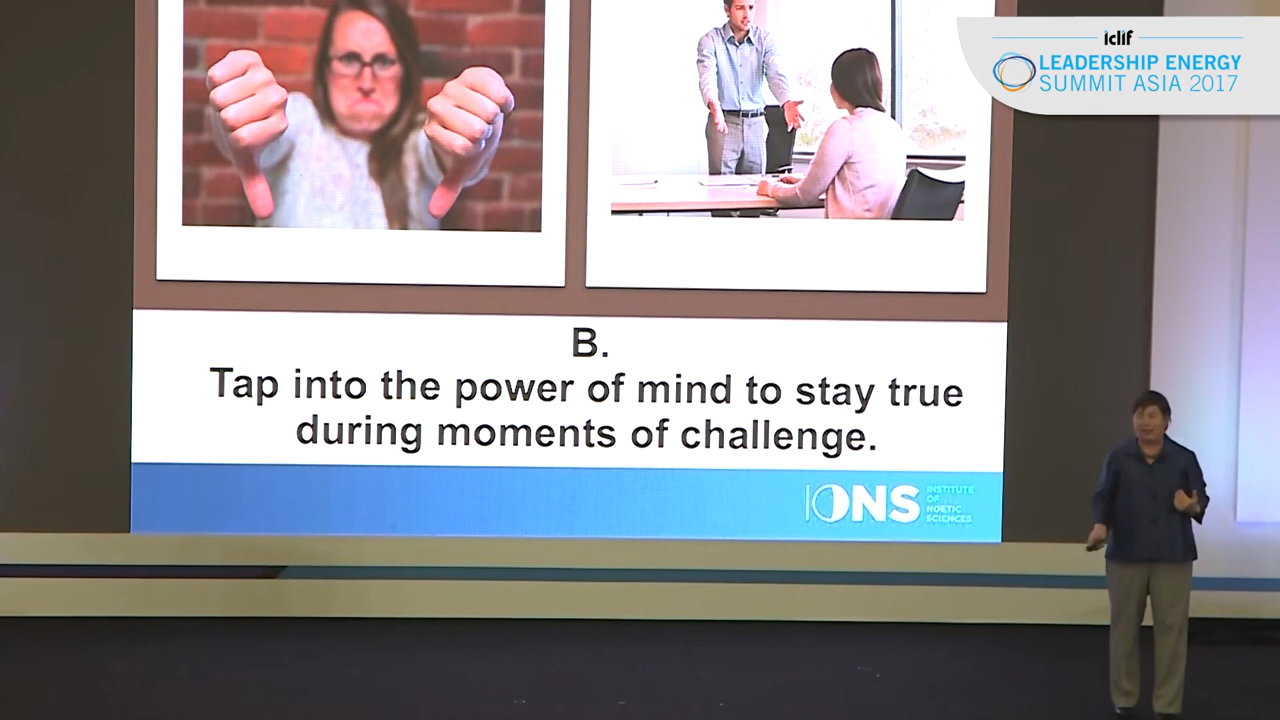 iclif
LEADERSHIP ENERGY
SUMMIT ASIA 2017
B.
Tap into the power of mind to stay true
during moments of challenge.
IONS
INSTITUTE
OF
NOETIC
SCIENCES